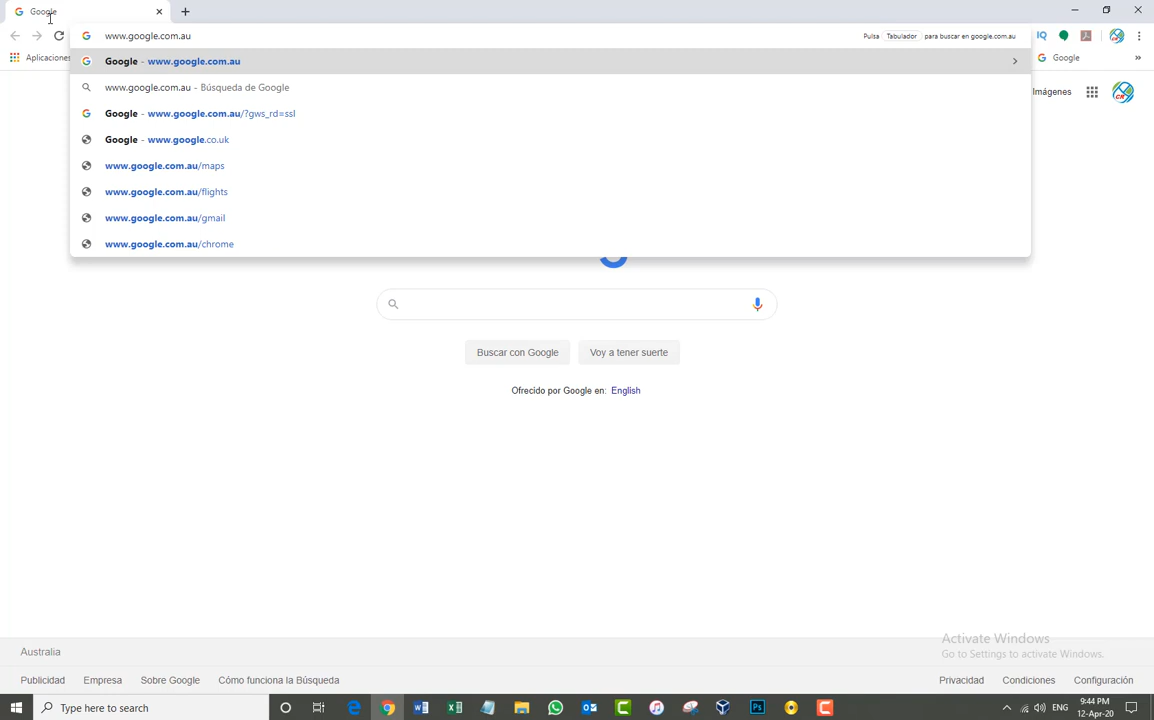 Google
www.google.com.au Pulsa Tabulador para buscar en google.com.au
Aplicaciones Google »
Google - www.google.com.au
www.google.com.au - Búsqueda de Google
Google - www.google.com.au/?gws_rd=ssl
Google - www.google.co.uk
www.google.com.au/maps
www.google.com.au/flights
www.google.com.au/gmail
www.google.com.au/chrome
Imágenes
Buscar con Google Voy a tener suerte
Ofrecido por Google en: English
Activate Windows
Go to Settings to activate Windows.
Australia
Publicidad Empresa Sobre Google Cómo funciona la Búsqueda Privacidad Condiciones Configuración
Type here to search
ENG
9:44 PM
12-Apr-20